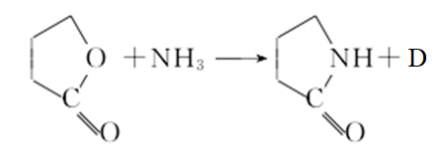 O + NH₃ ⟶ NH + D
C C
O O